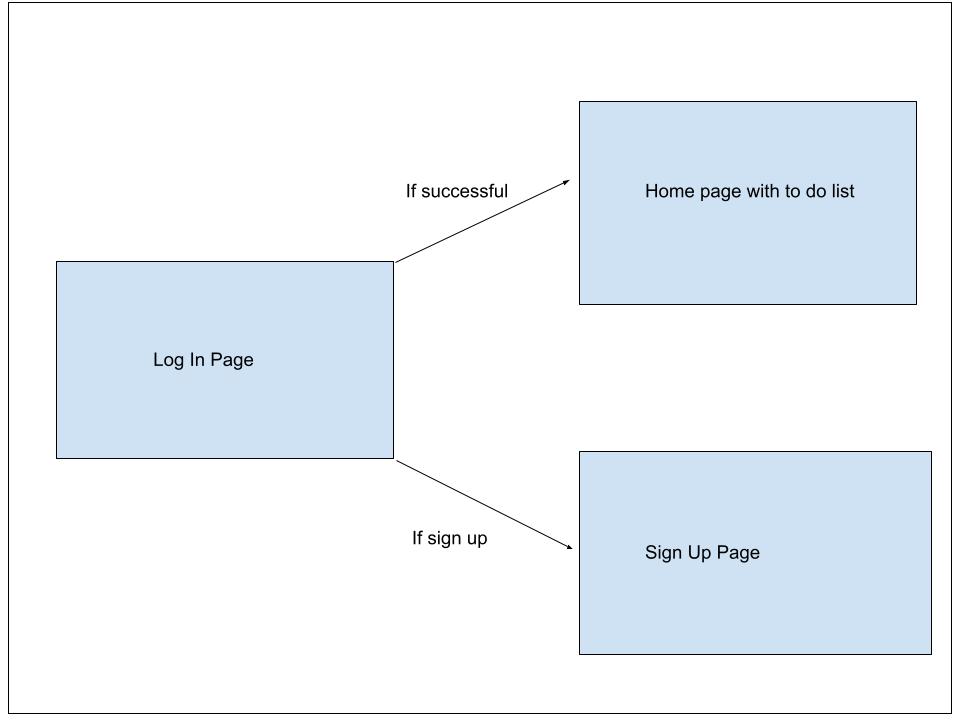 If successful
Home page with to do list
Log In Page
If sign up
Sign Up Page